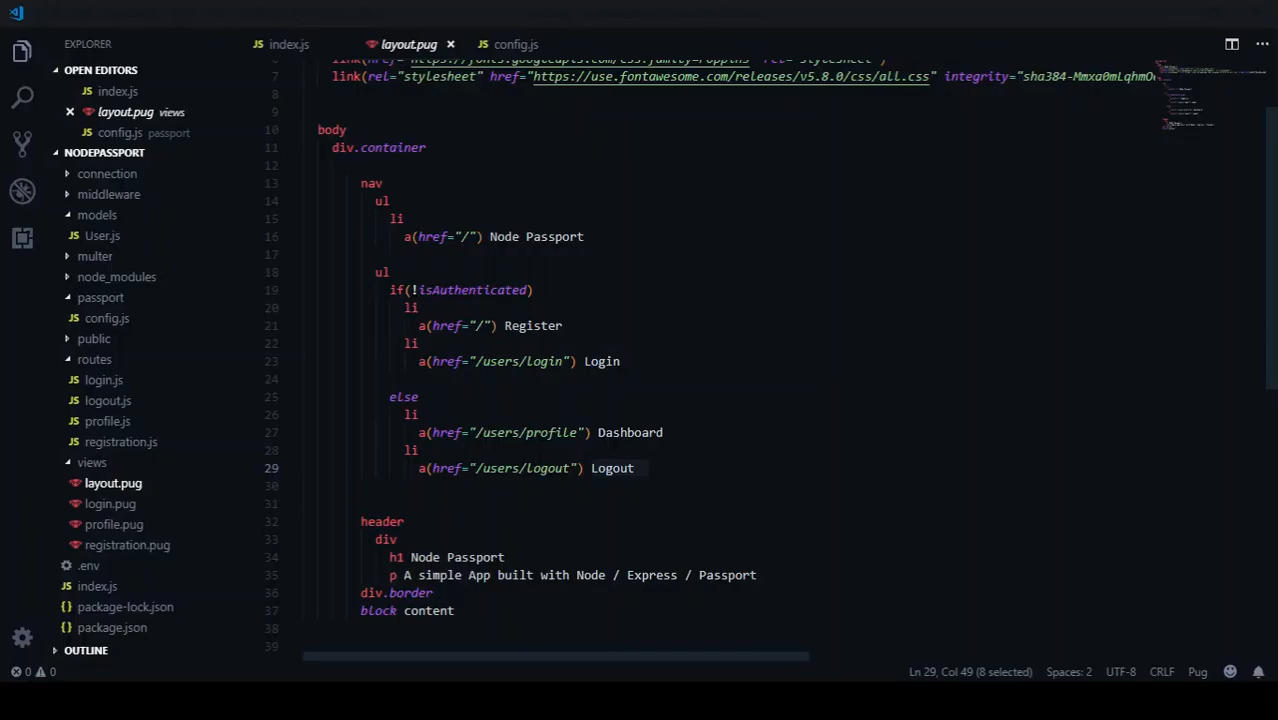 EXPLORER
index.js
layout.pug
config.js
OPEN EDITORS
index.js
layout.pug views
config.js passport
NODEPASSPORT
connection
middleware
models
User.js
multer
node_modules
passport
config.js
public
routes
login.js
logout.js
profile.js
registration.js
views
layout.pug
login.pug
profile.pug
registration.pug
.env
index.js
package-lock.json
package.json
OUTLINE
7 link(rel="stylesheet" href="https://use.fontawesome.com/releases/v5.8.0/css/all.css" integrity="sha384-Mmxa0mLqhmO
8
9
10 body
11 div.container
12
13 nav
14 ul
15 li
16 a(href="/") Node Passport
17
18 ul
19 if(!isAuthenticated)
20 li
21 a(href="/") Register
22 li
23 a(href="/users/login") Login
24
25 else
26 li
27 a(href="/users/profile") Dashboard
28 li
29 a(href="/users/logout") Logout
30
31
32 header
33 div
34 h1 Node Passport
35 p A simple App built with Node / Express / Passport
36 div.border
37 block content
38
39
0 0
Ln 29, Col 49 (8 selected)
Spaces: 2
UTF-8
CRLF
Pug